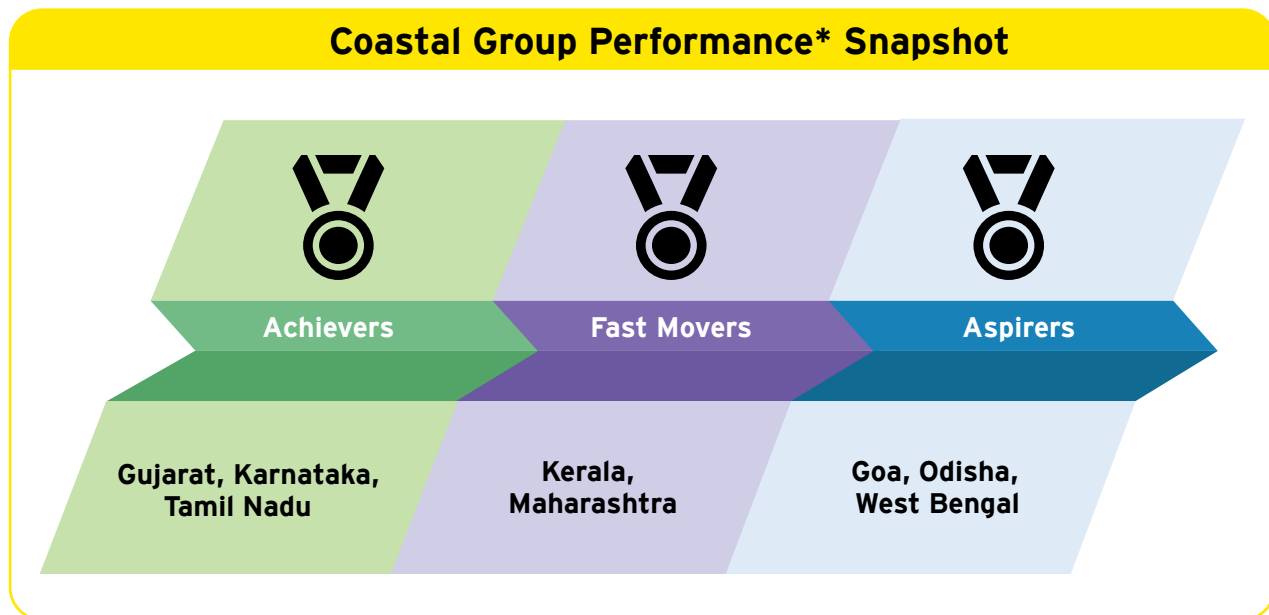 Coastal Group Performance* Snapshot
Achievers
Fast Movers
Aspirers
Gujarat, Karnataka,
Tamil Nadu
Kerala,
Maharashtra
Goa, Odisha,
West Bengal